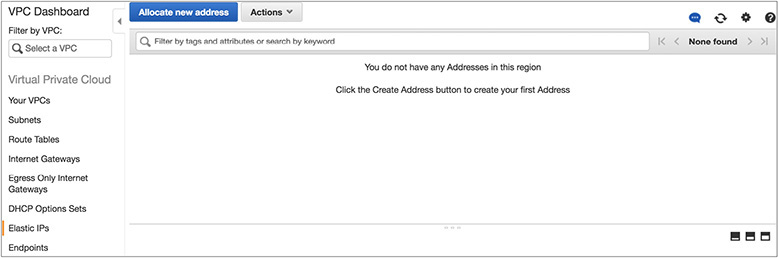 VPC Dashboard
Filter by VPC:
Select a VPC
Virtual Private Cloud
Your VPCs
Subnets
Route Tables
Internet Gateways
Egress Only Internet
Gateways
DHCP Options Sets
Elastic IPs
Endpoints
Allocate new address
Actions
Filter by tags and attributes or search by keyword
None found
You do not have any Addresses in this region
Click the Create Address button to create your first Address